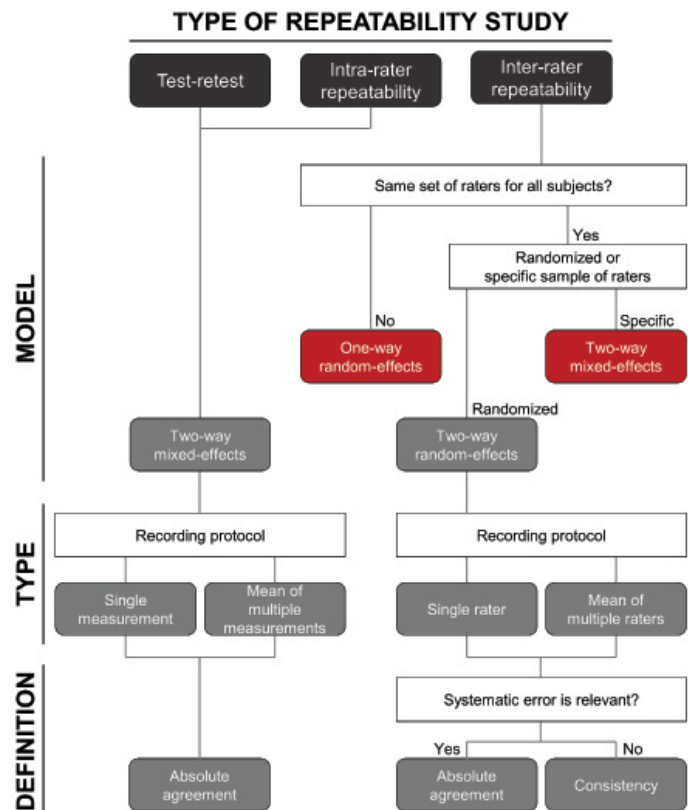 TYPE OF REPEATABILITY STUDY
Test-retest
Intra-rater
repeatability
Inter-rater
repeatability
MODEL
Same set of raters for all subjects?
Yes
Randomized or
specific sample of raters
No
Specific
One-way
random-effects
Two-way
mixed-effects
Randomized
Two-way
mixed-effects
Two-way
random-effects
TYPE
Recording protocol
Recording protocol
Single
measurement
Mean of
multiple
measurements
Single rater
Mean of
multiple raters
DEFINITION
Systematic error is relevant?
Yes
No
Absolute
agreement
Absolute
agreement
Consistency